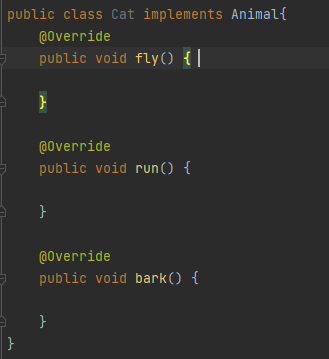 public class Cat implements Animal{
@Override
public void fly() {
}
@Override
public void run() {
}
@Override
public void bark() {
}
}